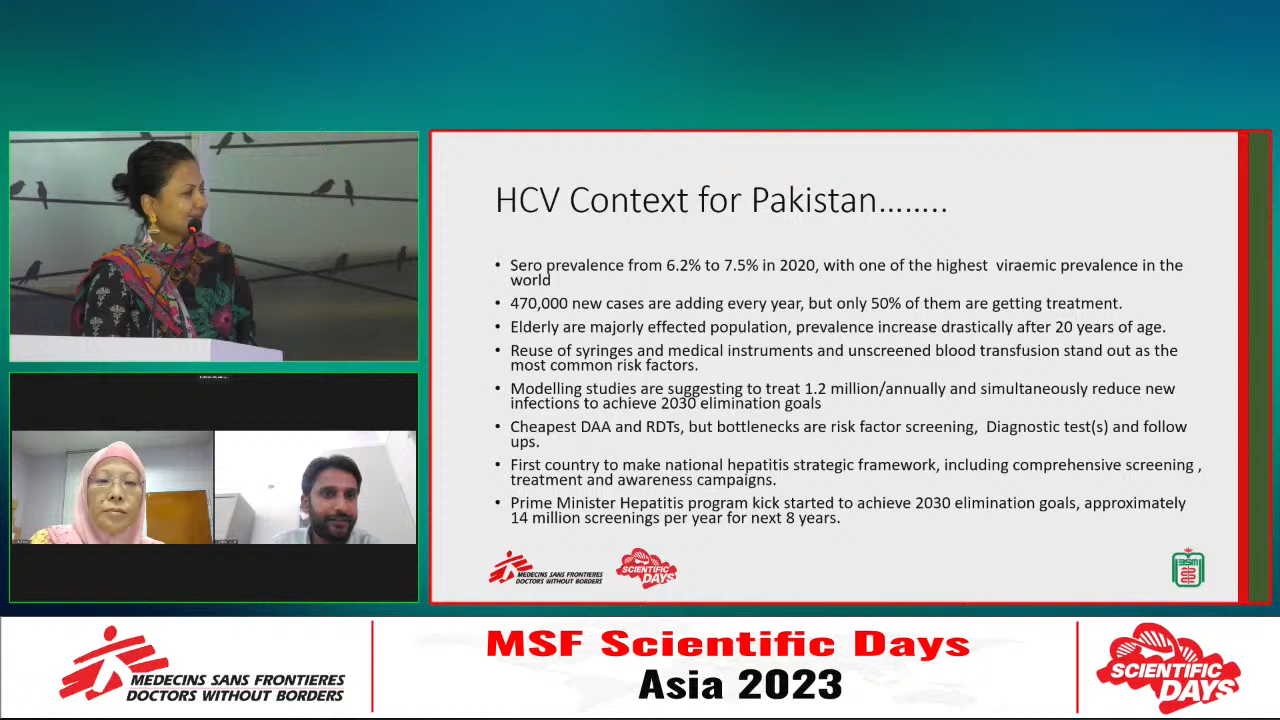 HCV Context for Pakistan........
• Sero prevalence from 6.2% to 7.5% in 2020, with one of the highest viraemic prevalence in the
world
• 470,000 new cases are adding every year, but only 50% of them are getting treatment.
• Elderly are majorly effected population, prevalence increase drastically after 20 years of age.
• Reuse of syringes and medical instruments and unscreened blood transfusion stand out as the
most common risk factors.
• Modelling studies are suggesting to treat 1.2 million/annually and simultaneously reduce new
infections to achieve 2030 elimination goals
• Cheapest DAA and RDTs, but bottlenecks are risk factor screening, Diagnostic test(s) and follow
ups.
• First country to make national hepatitis strategic framework, including comprehensive screening ,
treatment and awareness campaigns.
• Prime Minister Hepatitis program kick started to achieve 2030 elimination goals, approximately
14 million screenings per year for next 8 years.
MEDECINS SANS FRONTIERES
DOCTORS WITHOUT BORDERS
SCIENTIFIC
DAYS
MEDECINS SANS FRONTIERES
DOCTORS WITHOUT BORDERS
MSF Scientific Days
Asia 2023
SCIENTIFIC
DAYS